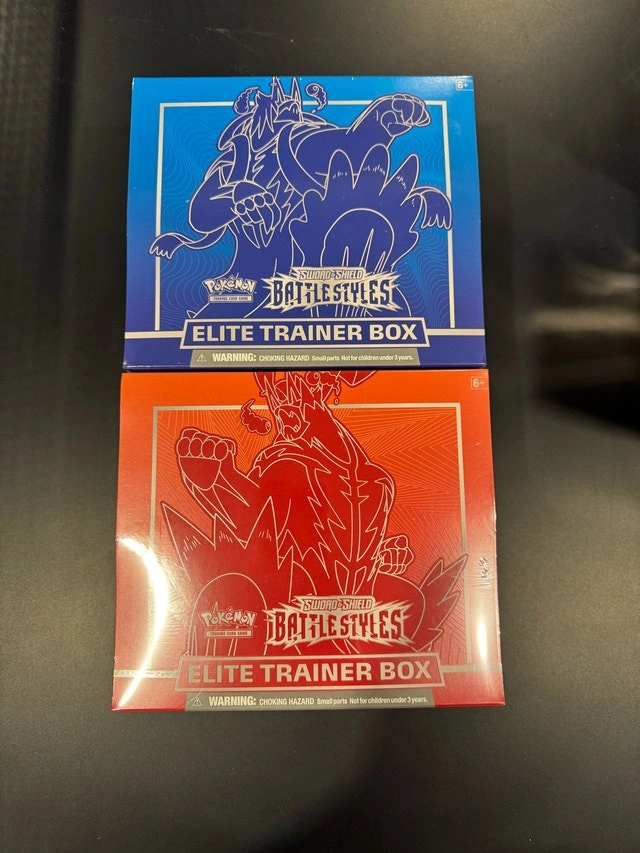 6+
SWORD & SHIELD
POKéMON
TRADING CARD GAME
BATTLE STYLES
ELITE TRAINER BOX
WARNING: CHOKING HAZARD Small parts Not for children under 3 years.
6+
SWORD & SHIELD
POKéMON
TRADING CARD GAME
BATTLE STYLES
ELITE TRAINER BOX
WARNING: CHOKING HAZARD Small parts Not for children under 3 years.